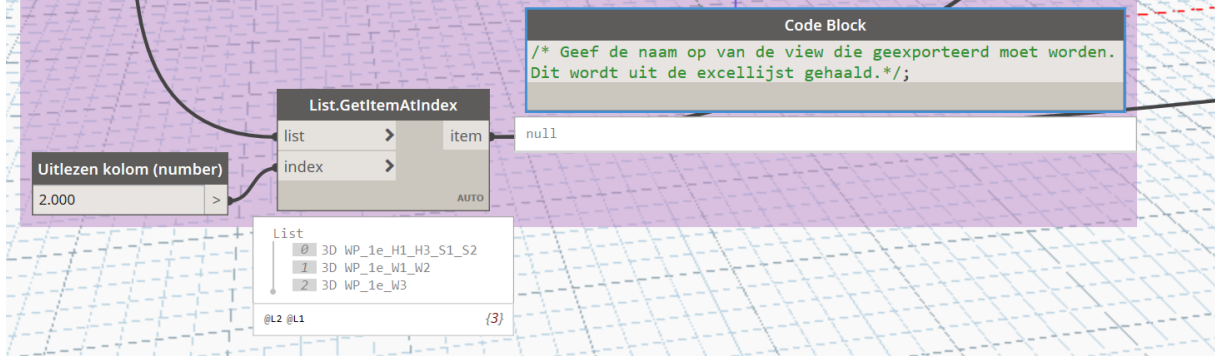 Code Block
/* Geef de naam op van de view die geexporteerd moet worden.
Dit wordt uit de excellijst gehaald.*/;
null
List.GetItemAtIndex
list > item
index >
AUTO
Uitlezen kolom (number)
2.000 >
List
0 3D WP_1e_H1_H3_S1_S2
1 3D WP_1e_W1_W2
2 3D WP_1e_W3
@L2 @L1 {3}